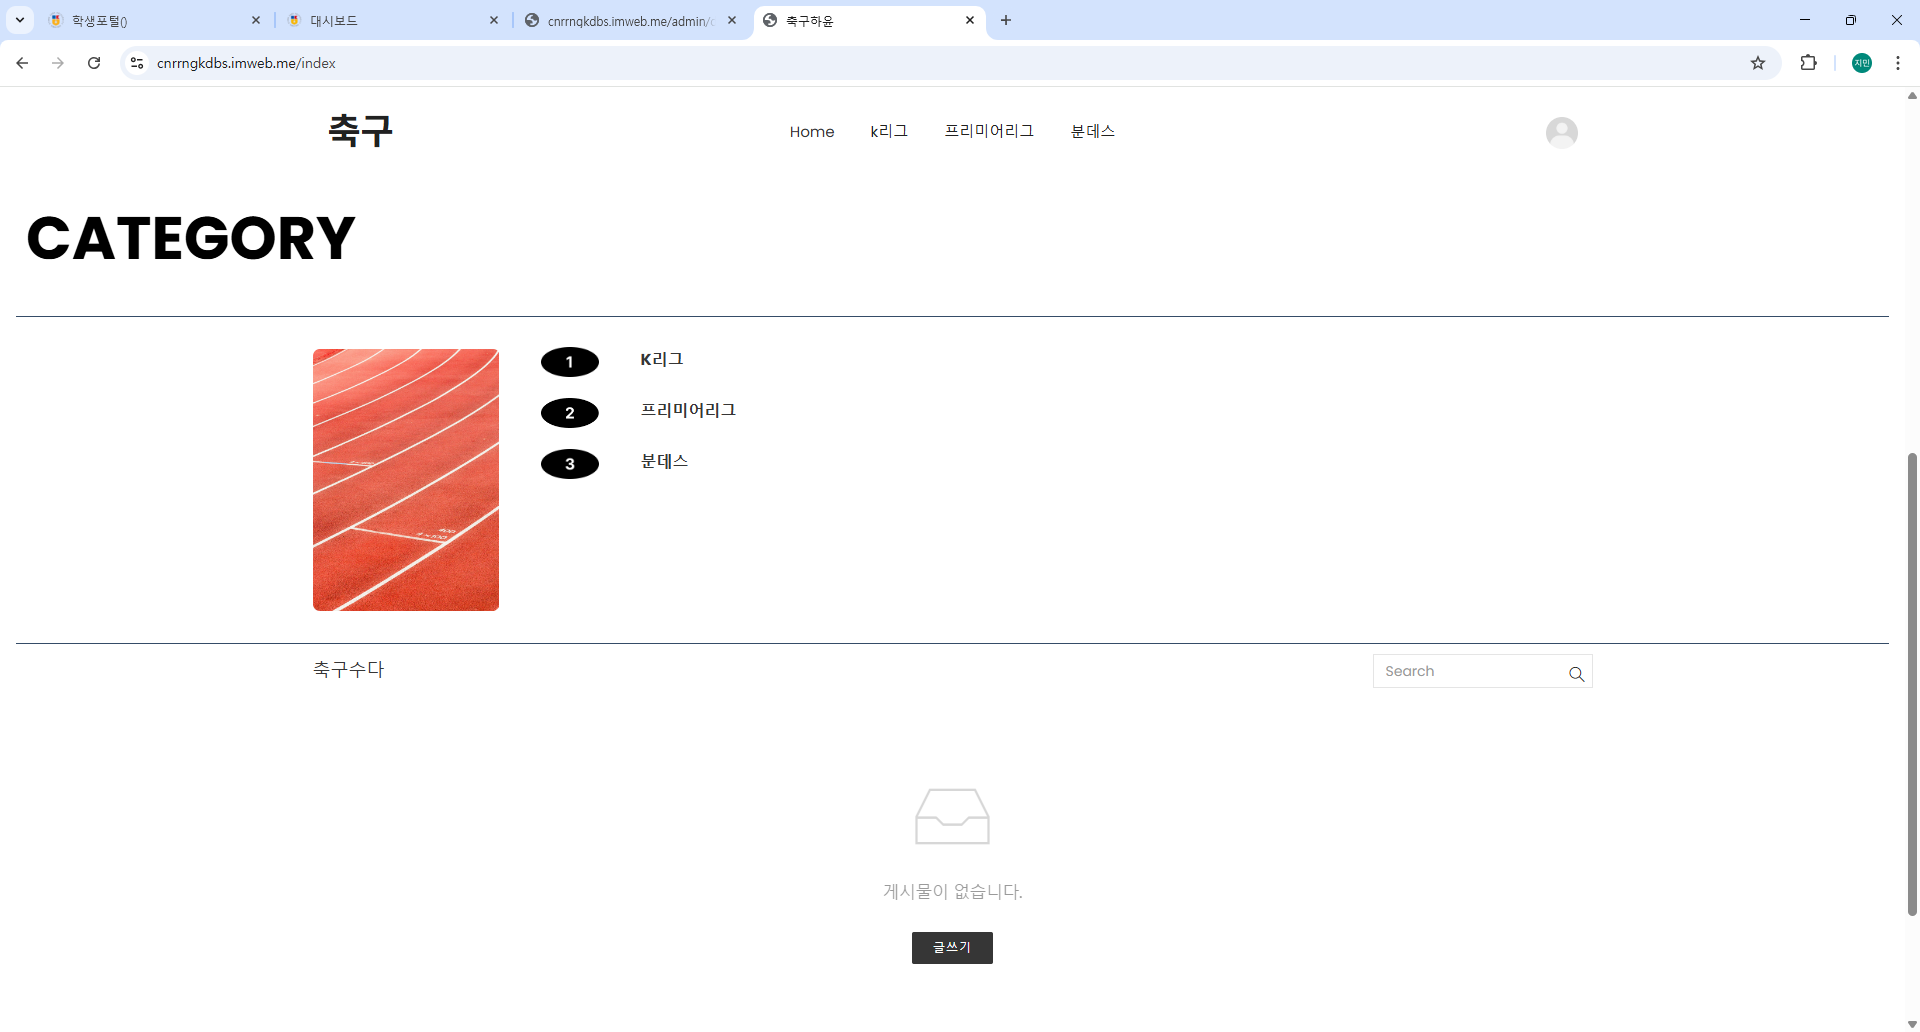 학생포털()
대시보드
cnrrngkdbs.imweb.me/admin/
축구하윤
cnrrngkdbs.imweb.me/index
지민
축구
Home k리그 프리미어리그 분데스
CATEGORY
1 K리그
2 프리미어리그
3 분데스
축구수다
Search
게시물이 없습니다.
글쓰기